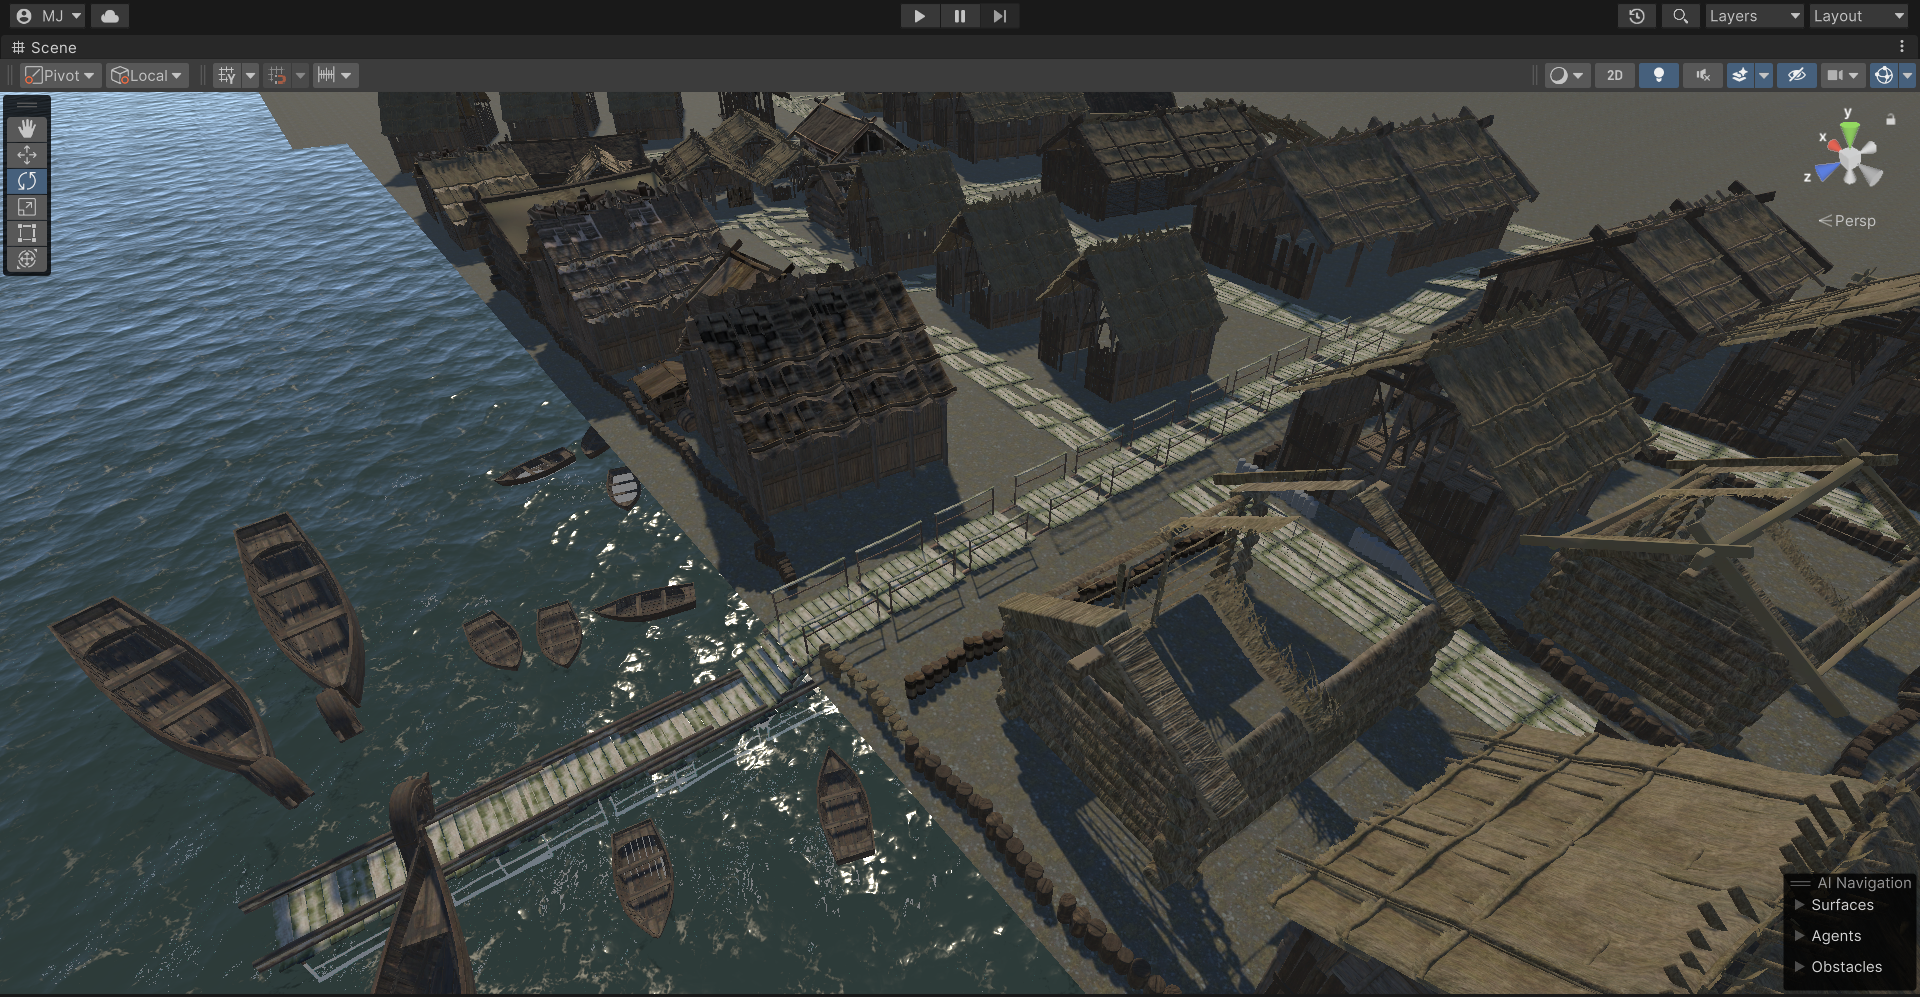 MJ
Layers
Layout
Scene
Pivot
Local
2D
y
x
z
Persp
AI Navigation
Surfaces
Agents
Obstacles